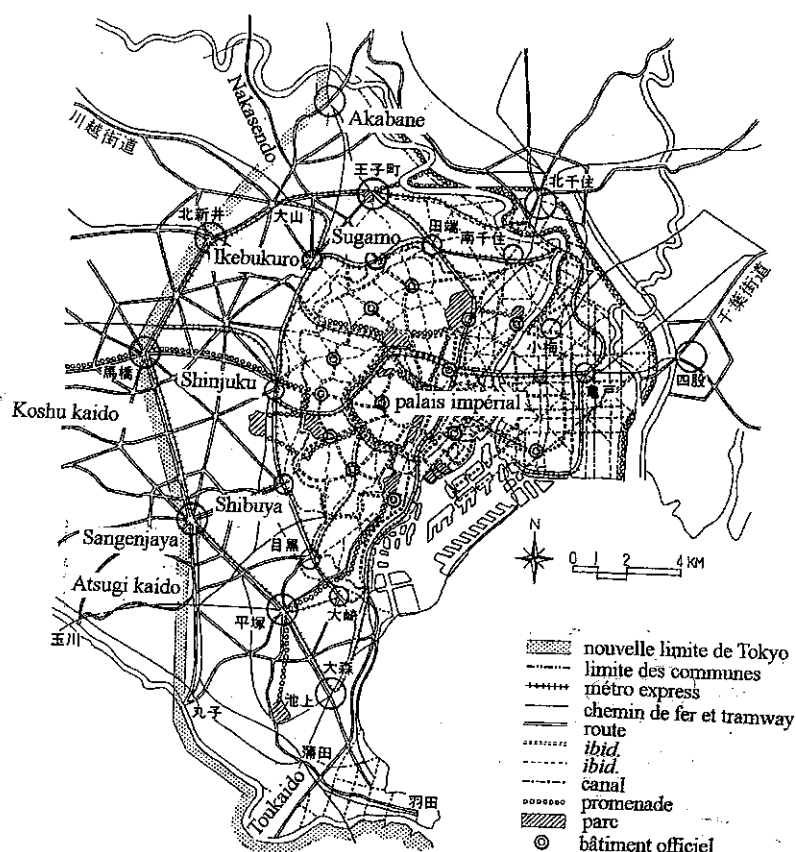 Nakasendo
Akabane
川越街道
王子町
北千住
北新井
大山
田端
南千住
Sugamo
Ikebukuro
千葉街道
小梅
馬橋
Shinjuku
亀戸
四股
Koshu kaido
palais impérial
Shibuya
Sangenjaya
目黒
Atsugi kaido
大崎
平塚
玉川
大森
池上
丸子
蒲田
Toukaido
羽田
N
0 1 2 4 KM
nouvelle limite de Tokyo
limite des communes
métro express
chemin de fer et tramway
route
ibid.
ibid.
canal
promenade
parc
bâtiment officiel